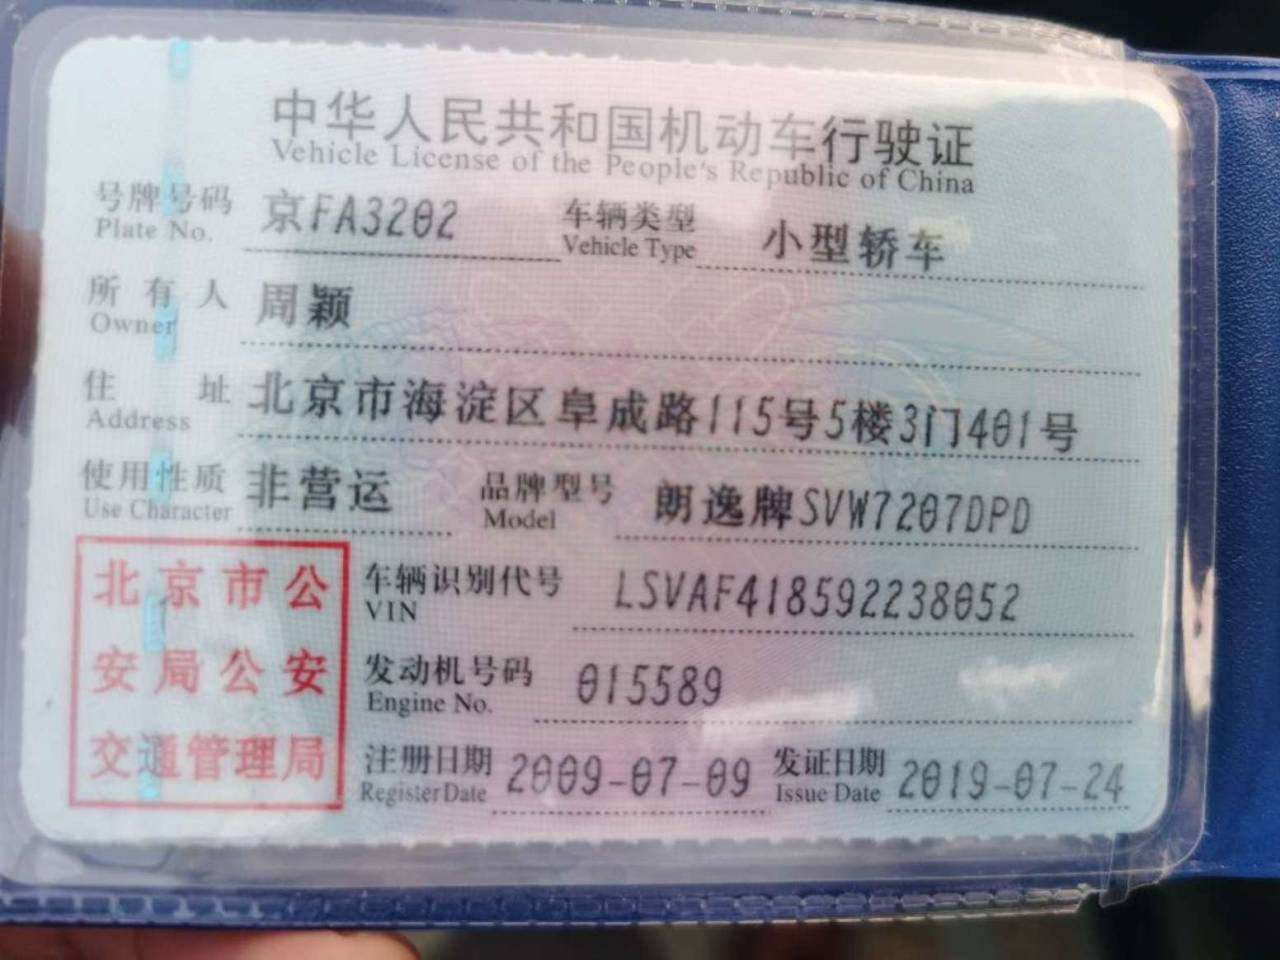 中华人民共和国机动车行驶证
Vehicle License of the People's Republic of China
号牌号码 京FA3202 车辆类型 小型轿车
Plate No. Vehicle Type
所有人 周颖
Owner
住址 北京市海淀区阜成路115号5楼3门401号
Address
使用性质 非营运 品牌型号 朗逸牌SVW7207DPD
Use Character Model
北京市公
安局公安
交通管理局
车辆识别代号 LSVAF418592238052
VIN
发动机号码 015589
Engine No.
注册日期 2009-07-09 发证日期 2019-07-24
Register Date Issue Date